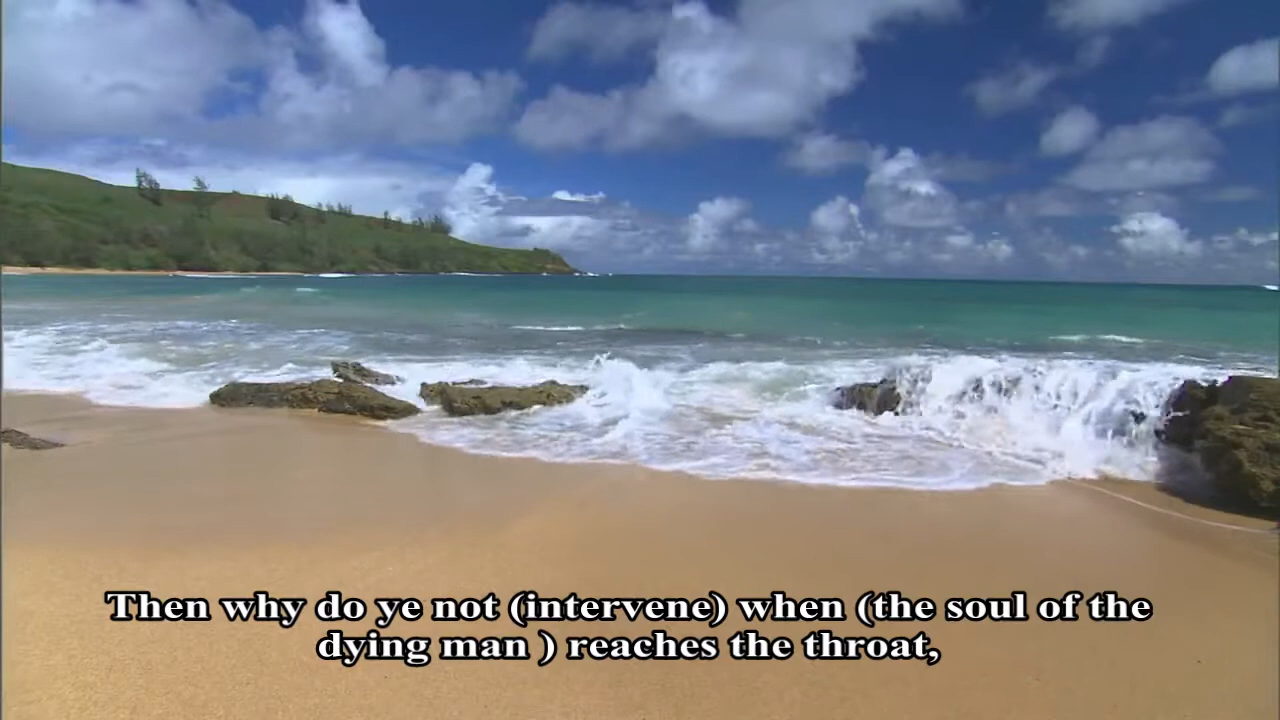 Then why do ye not (intervene) when (the soul of the
dying man ) reaches the throat,